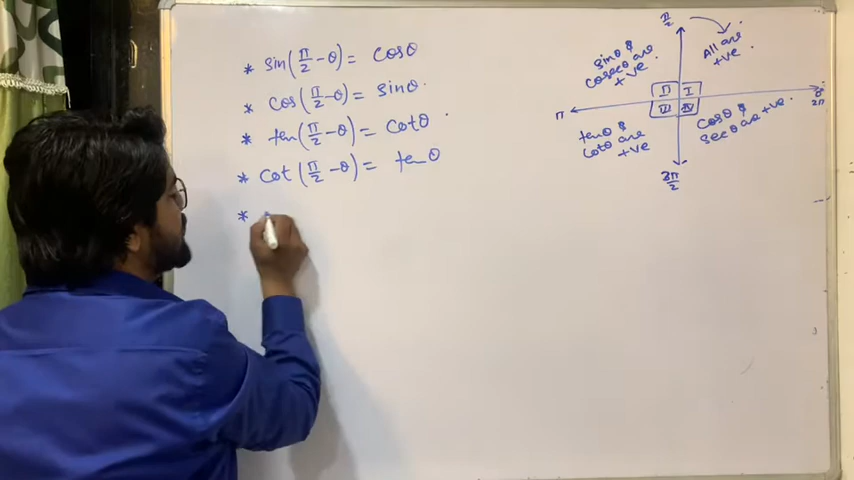 * sin(π/2 -θ) = cosθ
* cos(π/2 -θ) = sinθ.
* tan(π/2 -θ) = cotθ.
* cot(π/2 -θ) = tanθ
*
π/2
sinθ &
cosecθ are
+ve.
All are
+ve.
II I
III IV
π
0°
2π
tanθ &
cotθ are
+ve
cosθ &
secθ are +ve.
3π/2